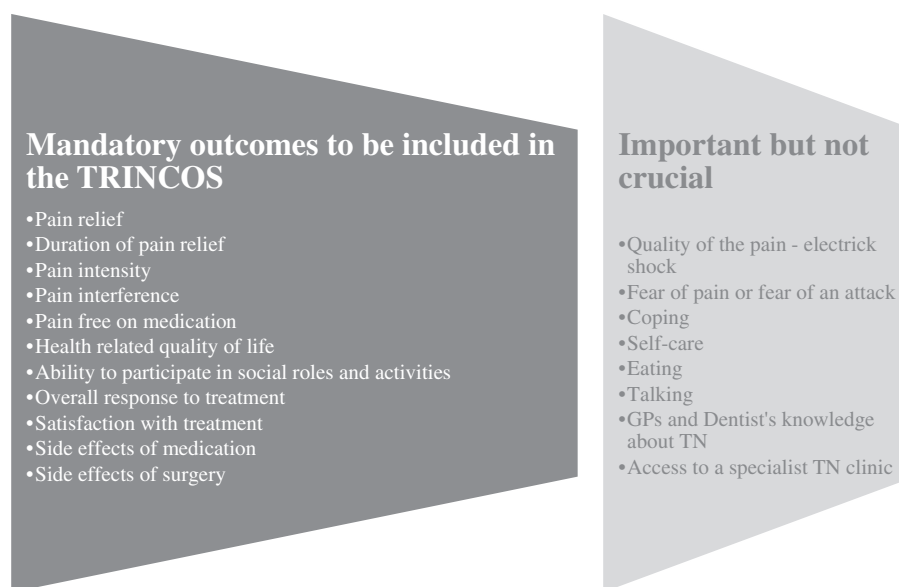 Mandatory outcomes to be included in
the TRINCOS
•Pain relief
•Duration of pain relief
•Pain intensity
•Pain interference
•Pain free on medication
•Health related quality of life
•Ability to participate in social roles and activities
•Overall response to treatment
•Satisfaction with treatment
•Side effects of medication
•Side effects of surgery
Important but not
crucial
•Quality of the pain - electrick
shock
•Fear of pain or fear of an attack
•Coping
•Self-care
•Eating
•Talking
•GPs and Dentist's knowledge
about TN
•Access to a specialist TN clinic